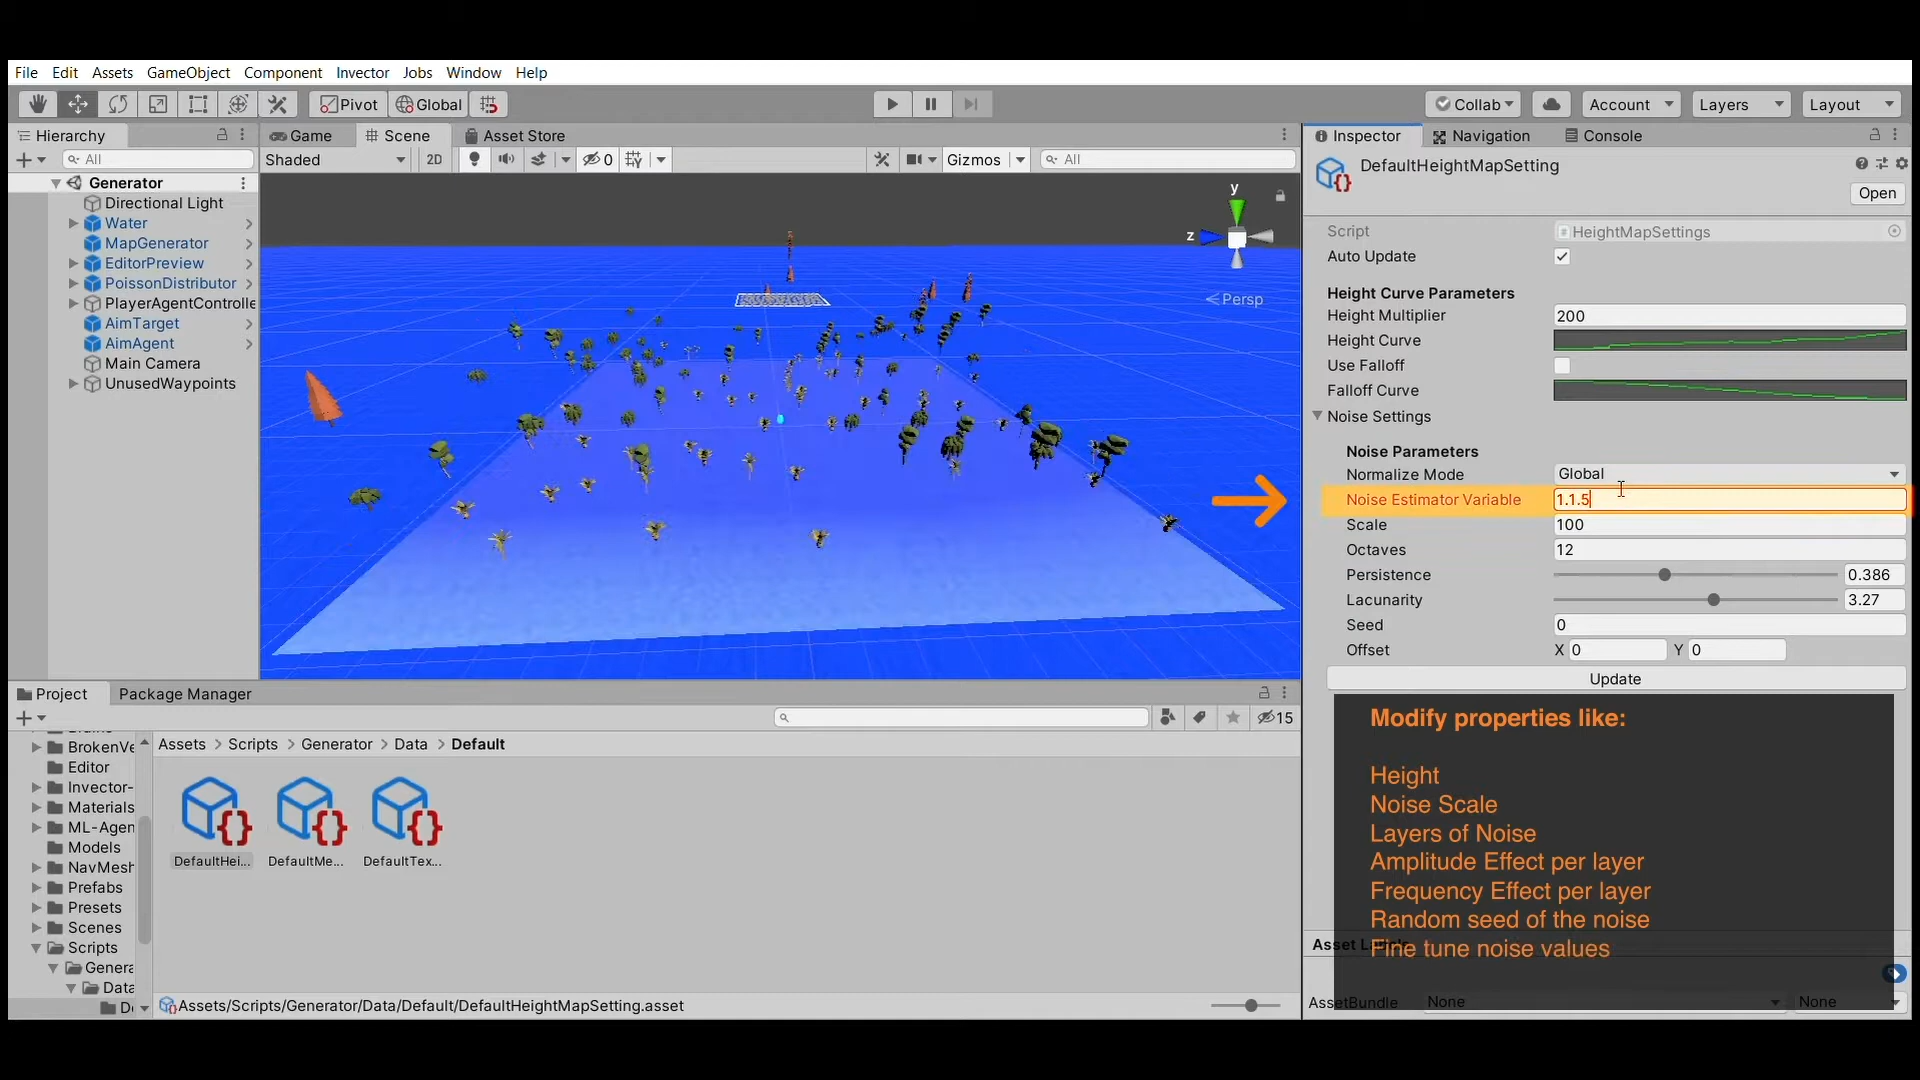 File Edit Assets GameObject Component Invector Jobs Window Help
Pivot Global Collab Account Layers Layout
Hierarchy
All
Generator
Directional Light
Water
MapGenerator
EditorPreview
PoissonDistributor
PlayerAgentControlle
AimTarget
AimAgent
Main Camera
UnusedWaypoints
Game Scene Asset Store
Shaded 2D 0 Gizmos All
y
z
Persp
Inspector Navigation Console
DefaultHeightMapSetting
Open
Script HeightMapSettings
Auto Update
Height Curve Parameters
Height Multiplier 200
Height Curve
Use Falloff
Falloff Curve
Noise Settings
Noise Parameters
Normalize Mode Global
Noise Estimator Variable 1.1.5
Scale 100
Octaves 12
Persistence 0.386
Lacunarity 3.27
Seed 0
Offset X 0 Y 0
Update
Modify properties like:
Height
Noise Scale
Layers of Noise
Amplitude Effect per layer
Frequency Effect per layer
Random seed of the noise
Fine tune noise values
Asset
AssetBundle None None
Project Package Manager
15
BrokenVe
Editor
Invector-
Materials
ML-Agen
Models
NavMesh
Prefabs
Presets
Scenes
Scripts
Genera
Data
Assets > Scripts > Generator > Data > Default
DefaultHei... DefaultMe... DefaultTex...
Assets/Scripts/Generator/Data/Default/DefaultHeightMapSetting.asset